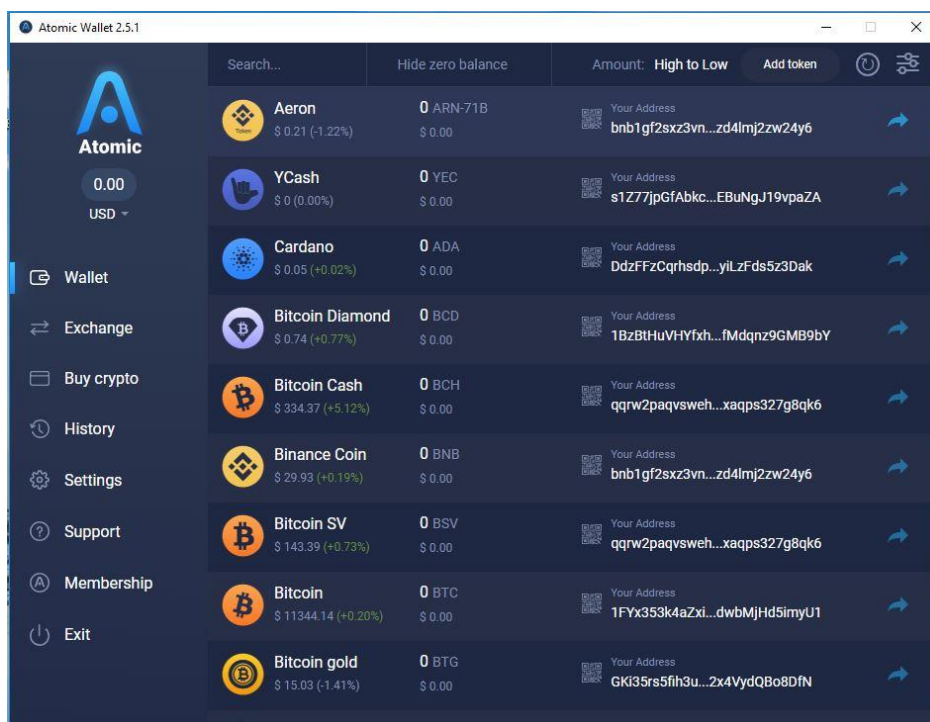 Atomic Wallet 2.5.1
Search...
Hide zero balance
Amount: High to Low
Add token
Atomic
0.00
USD
Wallet
Exchange
Buy crypto
History
Settings
Support
Membership
Exit
Aeron
$ 0.21 (-1.22%)
0 ARN-71B
$ 0.00
Your Address
bnb1gf2sxz3vn...zd4lmj2zw24y6
YCash
$ 0 (0.00%)
0 YEC
$ 0.00
Your Address
s1Z77jpGfAbkc...EBuNgJ19vpaZA
Cardano
$ 0.05 (+0.02%)
0 ADA
$ 0.00
Your Address
DdzFFzCqrhsdp...yiLzFds5z3Dak
Bitcoin Diamond
$ 0.74 (+0.77%)
0 BCD
$ 0.00
Your Address
1BzBtHuVHYfxh...fMdqnz9GMB9bY
Bitcoin Cash
$ 334.37 (+5.12%)
0 BCH
$ 0.00
Your Address
qqrw2paqvsweh...xaqps327g8qk6
Binance Coin
$ 29.93 (+0.19%)
0 BNB
$ 0.00
Your Address
bnb1gf2sxz3vn...zd4lmj2zw24y6
Bitcoin SV
$ 143.39 (+0.73%)
0 BSV
$ 0.00
Your Address
qqrw2paqvsweh...xaqps327g8qk6
Bitcoin
$ 11344.14 (+0.20%)
0 BTC
$ 0.00
Your Address
1FYx353k4aZxi...dwbMjHd5imyU1
Bitcoin gold
$ 15.03 (-1.41%)
0 BTG
$ 0.00
Your Address
GKi35rs5fih3u...2x4VydQBo8DfN